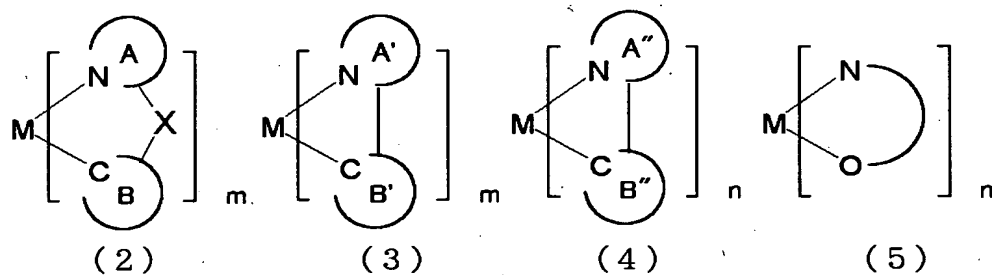 M N A X C B m
M N A' C B' m
M N A″ C B″ n
M N O n
(2) (3) (4) (5)